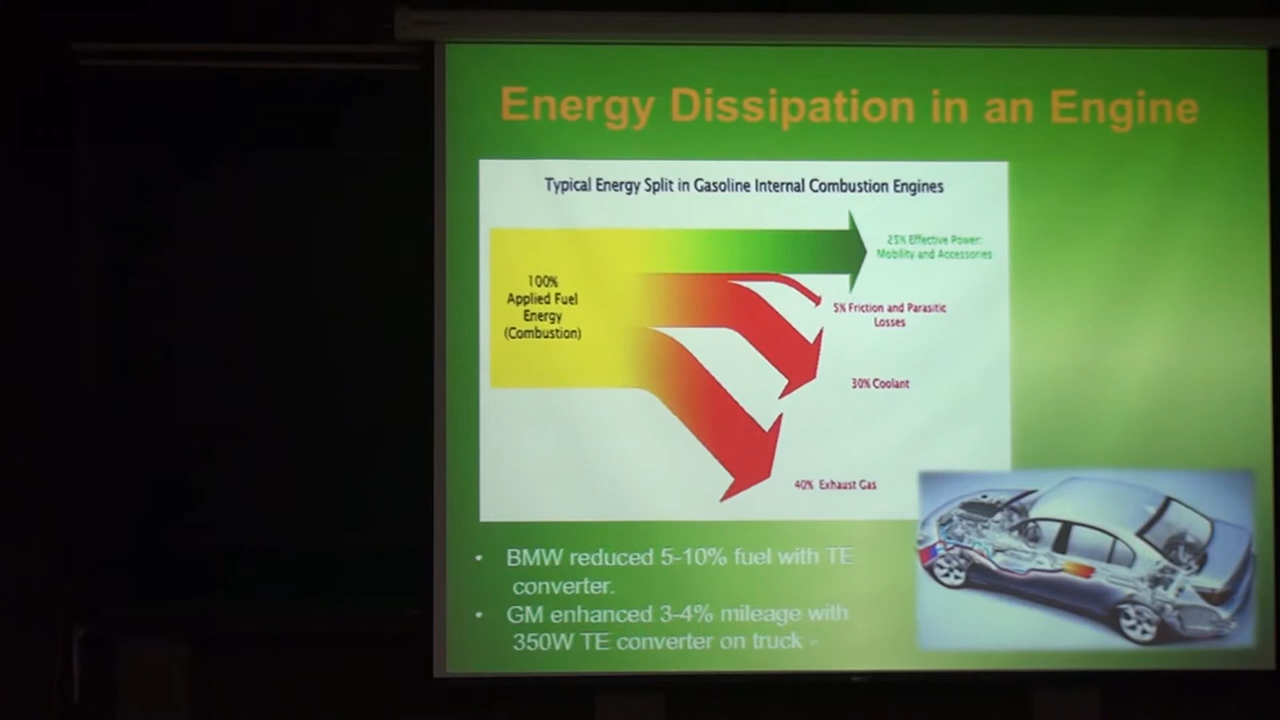 Energy Dissipation in an Engine
Typical Energy Split in Gasoline Internal Combustion Engines
100%
Applied Fuel
Energy
(Combustion)
25% Effective Power:
Mobility and Accessories
5% Friction and Parasitic
Losses
30% Coolant
40% Exhaust Gas
• BMW reduced 5-10% fuel with TE
converter.
• GM enhanced 3-4% mileage with
350W TE converter on truck